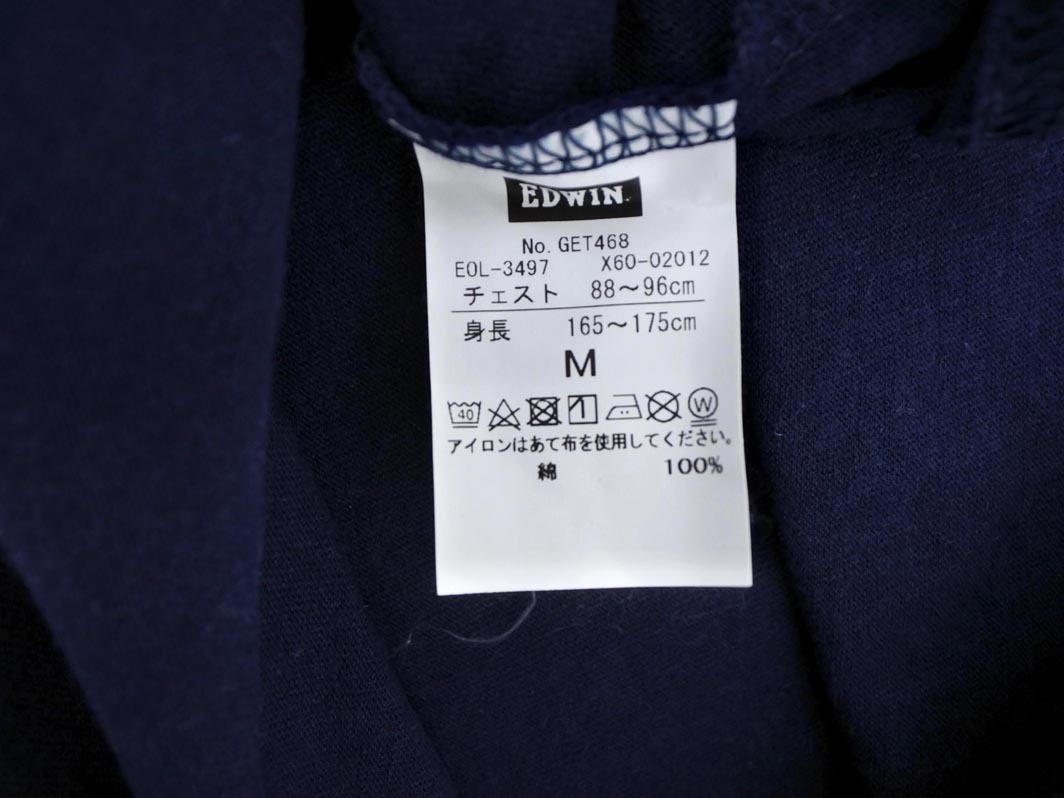 EDWIN
No. GET468
EOL-3497 X60-02012
チェスト 88～96cm
身長 165～175cm
M
40 W
アイロンはあて布を使用してください。
綿 100%